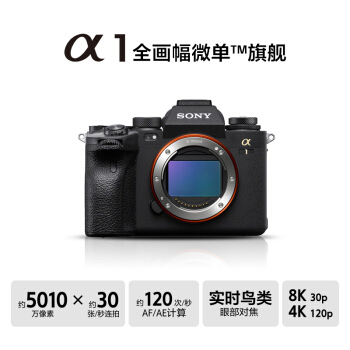 α1 全画幅微单™旗舰
SONY
α
1
约5010 × 约30
万像素 张/秒连拍
约120次/秒
AF/AE计算
实时鸟类
眼部对焦
8K 30p
4K 120p